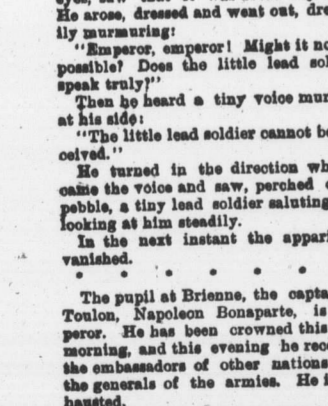 He arose, dressed and went out, dre
ily murmuring:
"Emperor, emperor! Might it no
possible? Does the little lead sol
speak truly?"
Then he heard a tiny voice mur
at his side:
"The little lead soldier cannot be
ceived."
He turned in the direction wh
came the voice and saw, perched
pebble, a tiny lead soldier saluting
looking at him steadily.
In the next instant the appari
vanished.
* * * * * *
The pupil at Brienne, the capta
Toulon, Napoleon Bonaparte, is
peror. He has been crowned this
morning, and this evening he rec
the embassadors of other nations
the generals of the armies. He i
hausted.